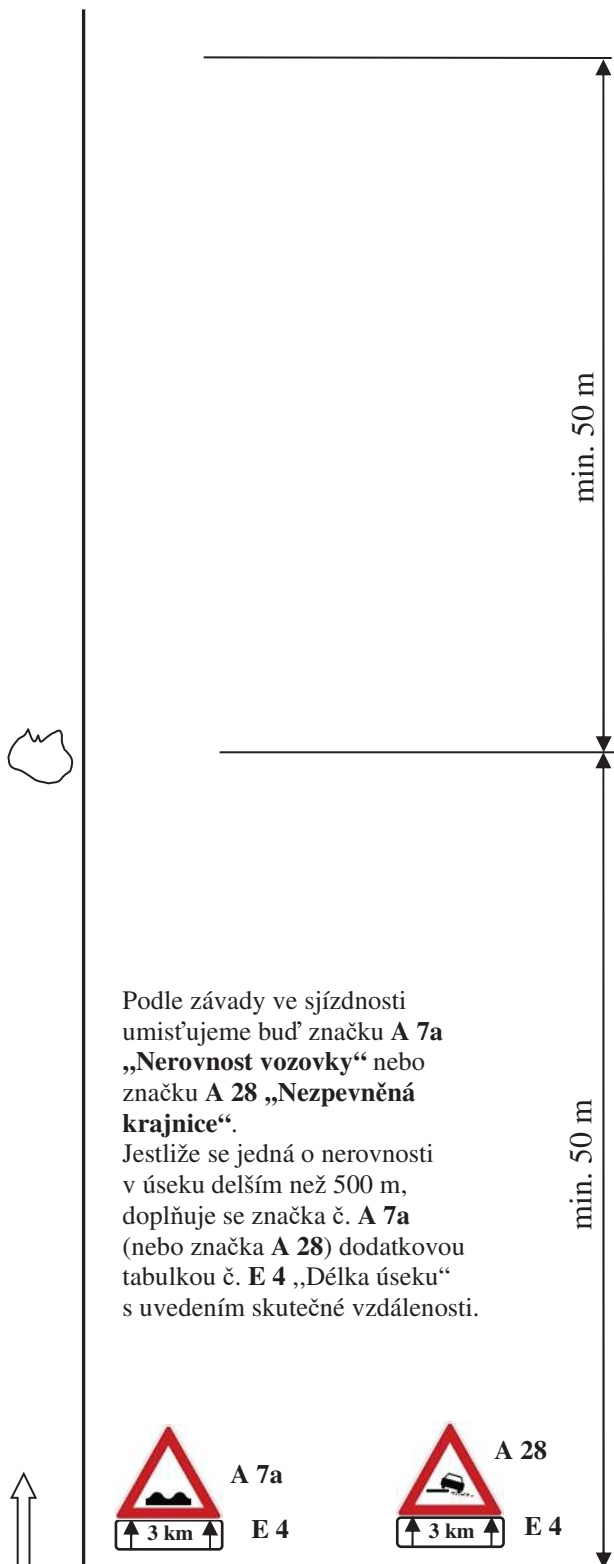 min. 50 m
Podle závady ve sjízdnosti
umisťujeme buď značku A 7a
„Nerovnost vozovky“ nebo
značku A 28 „Nezpevněná
krajnice“.
Jestliže se jedná o nerovnosti
v úseku delším než 500 m,
doplňuje se značka č. A 7a
(nebo značka A 28) dodatkovou
tabulkou č. E 4 „Délka úseku“
s uvedením skutečné vzdálenosti.
min. 50 m
A 7a
3 km
E 4
A 28
3 km
E 4